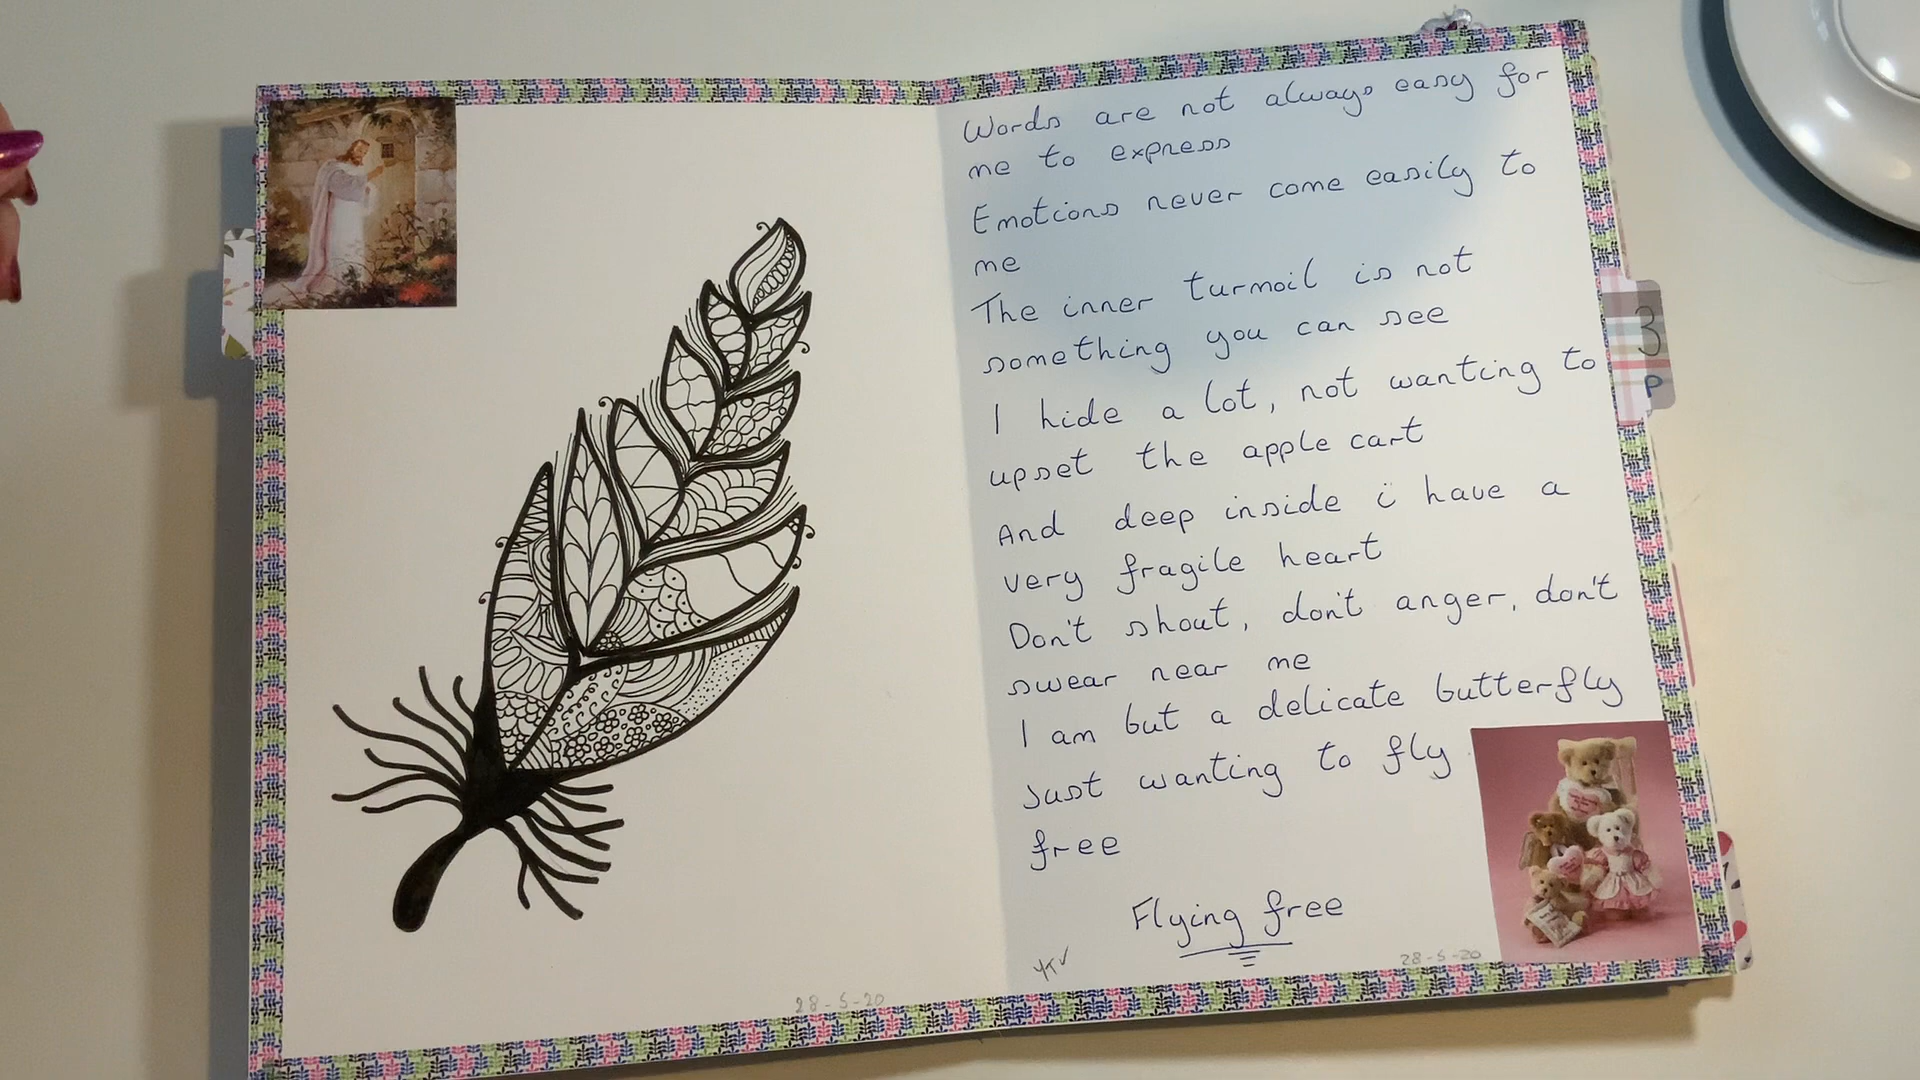 Words are not always easy for
me to express
Emotions never come easily to
me
The inner turmoil is not
something you can see
I hide a lot, not wanting to
upset the apple cart
And deep inside i have a
very fragile heart
Don't shout, don't anger, don't
swear near me
I am but a delicate butterfly
Just wanting to fly
free
Flying free
28-5-20
28-5-20
3
P